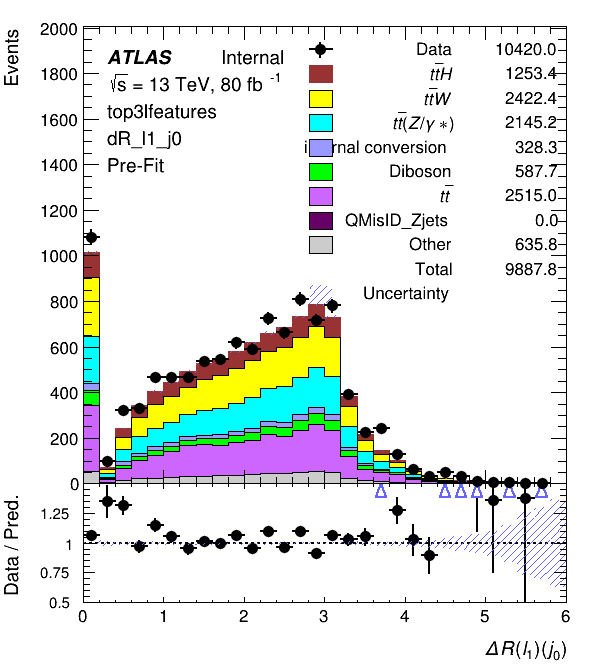 Events
2000
1800
1600
1400
1200
1000
800
600
400
200
0
ATLAS Internal
√s = 13 TeV, 80 fb⁻¹
top3lfeatures
dR_l1_j0
Pre-Fit
Data 10420.0
tt̄H 1253.4
tt̄W 2422.4
tt̄(Z/γ*) 2145.2
internal conversion 328.3
Diboson 587.7
tt̄ 2515.0
QMisID_Zjets 0.0
Other 635.8
Total 9887.8
Uncertainty
Data / Pred.
1.25
1
0.75
0.5
0 1 2 3 4 5 6
ΔR(l₁)(j₀)